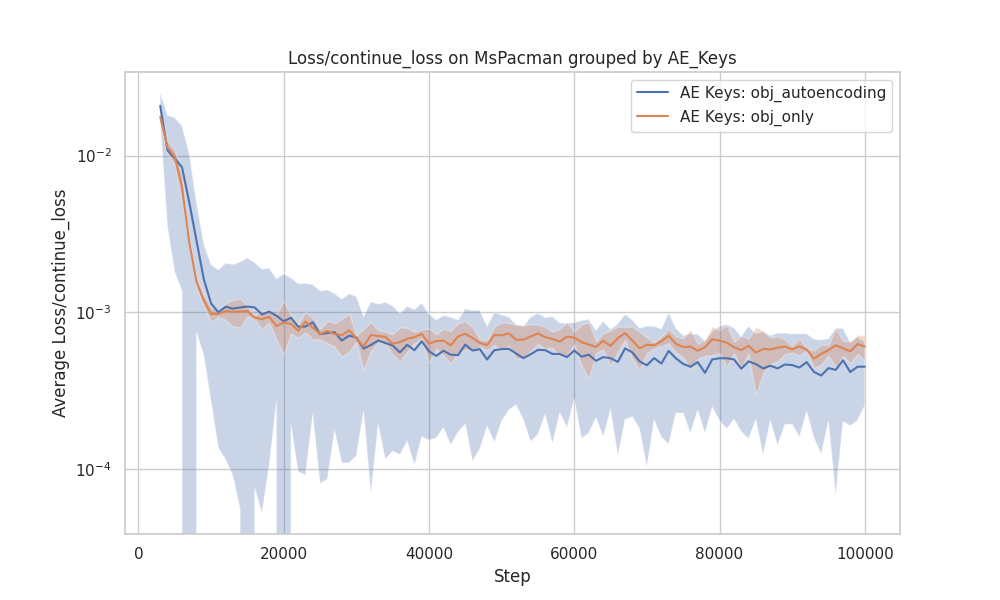 Loss/continue_loss on MsPacman grouped by AE_Keys
AE Keys: obj_autoencoding
AE Keys: obj_only
Average Loss/continue_loss
10⁻²
10⁻³
10⁻⁴
0
20000
40000
60000
80000
100000
Step